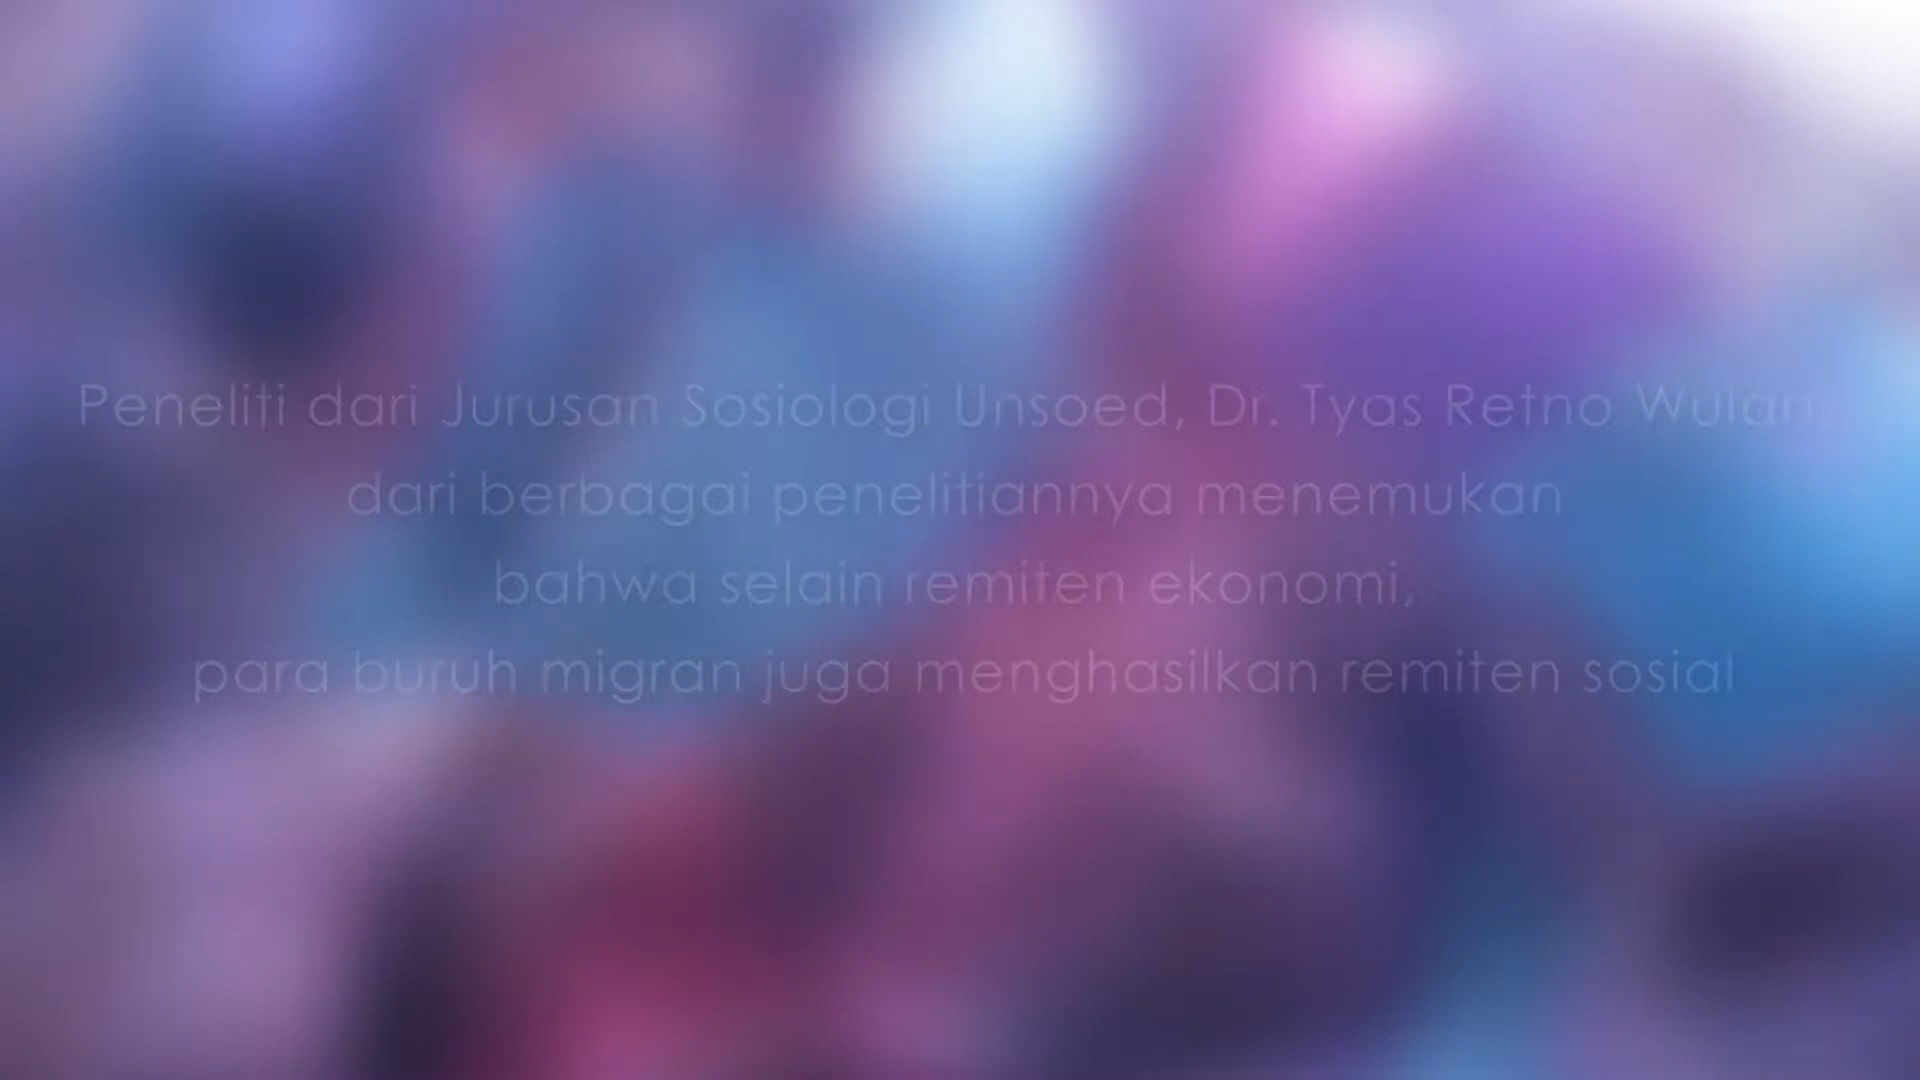 Peneliti dari Jurusan Sosiologi Unsoed, Dr. Tyas Retno Wulan
dari berbagai penelitiannya menemukan
bahwa selain remiten ekonomi,
para buruh migran juga menghasilkan remiten sosial